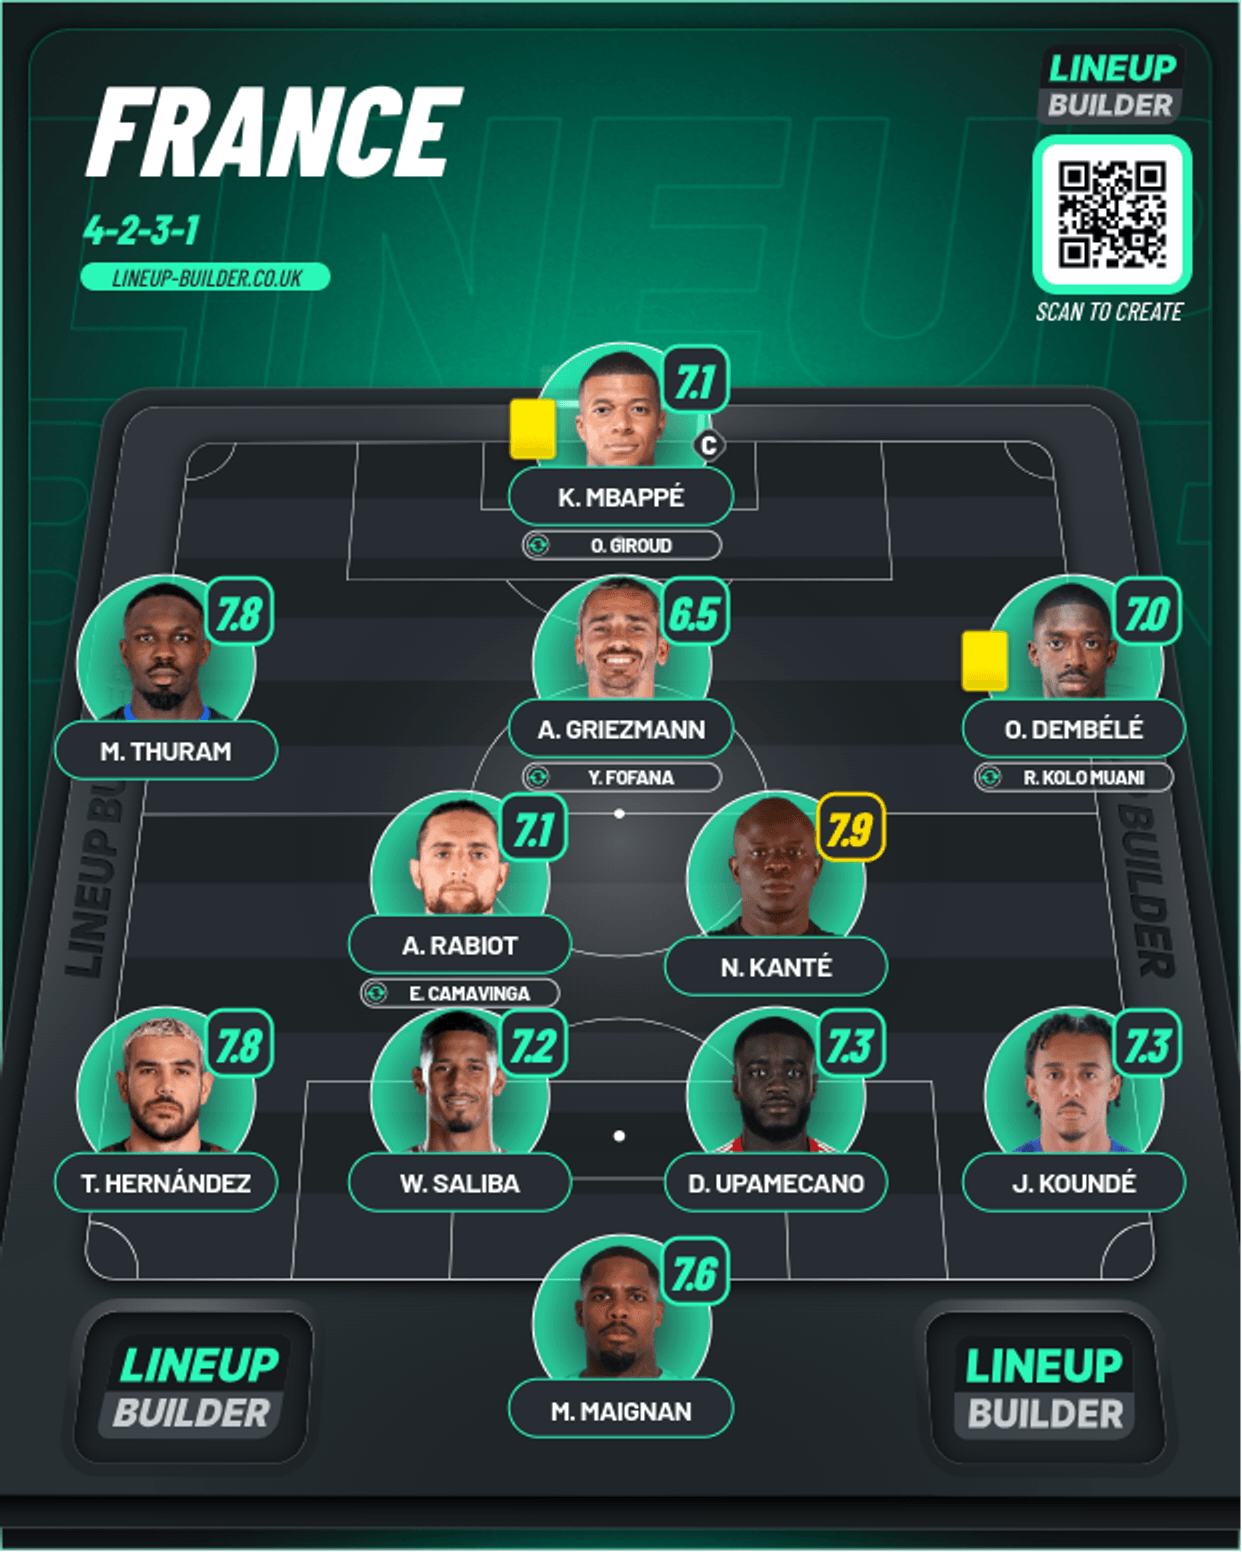 FRANCE
4-2-3-1
LINEUP-BUILDER.CO.UK
LINEUP
BUILDER
SCAN TO CREATE
7.1
C
K. MBAPPÉ
O. GIROUD
7.8
M. THURAM
6.5
A. GRIEZMANN
Y. FOFANA
7.0
O. DEMBÉLÉ
R. KOLO MUANI
7.1
A. RABIOT
E. CAMAVINGA
7.9
N. KANTÉ
LINEUP BU
BUILDER
7.8
T. HERNÁNDEZ
7.2
W. SALIBA
7.3
D. UPAMECANO
7.3
J. KOUNDÉ
7.6
M. MAIGNAN
LINEUP
BUILDER
LINEUP
BUILDER